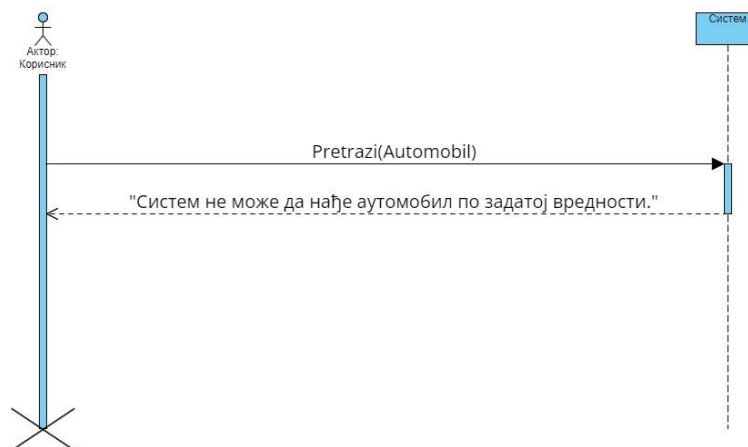 Актор:
Корисник
Систем
Pretrazi(Automobil)
"Систем не може да нађе аутомобил по задатој вредности."